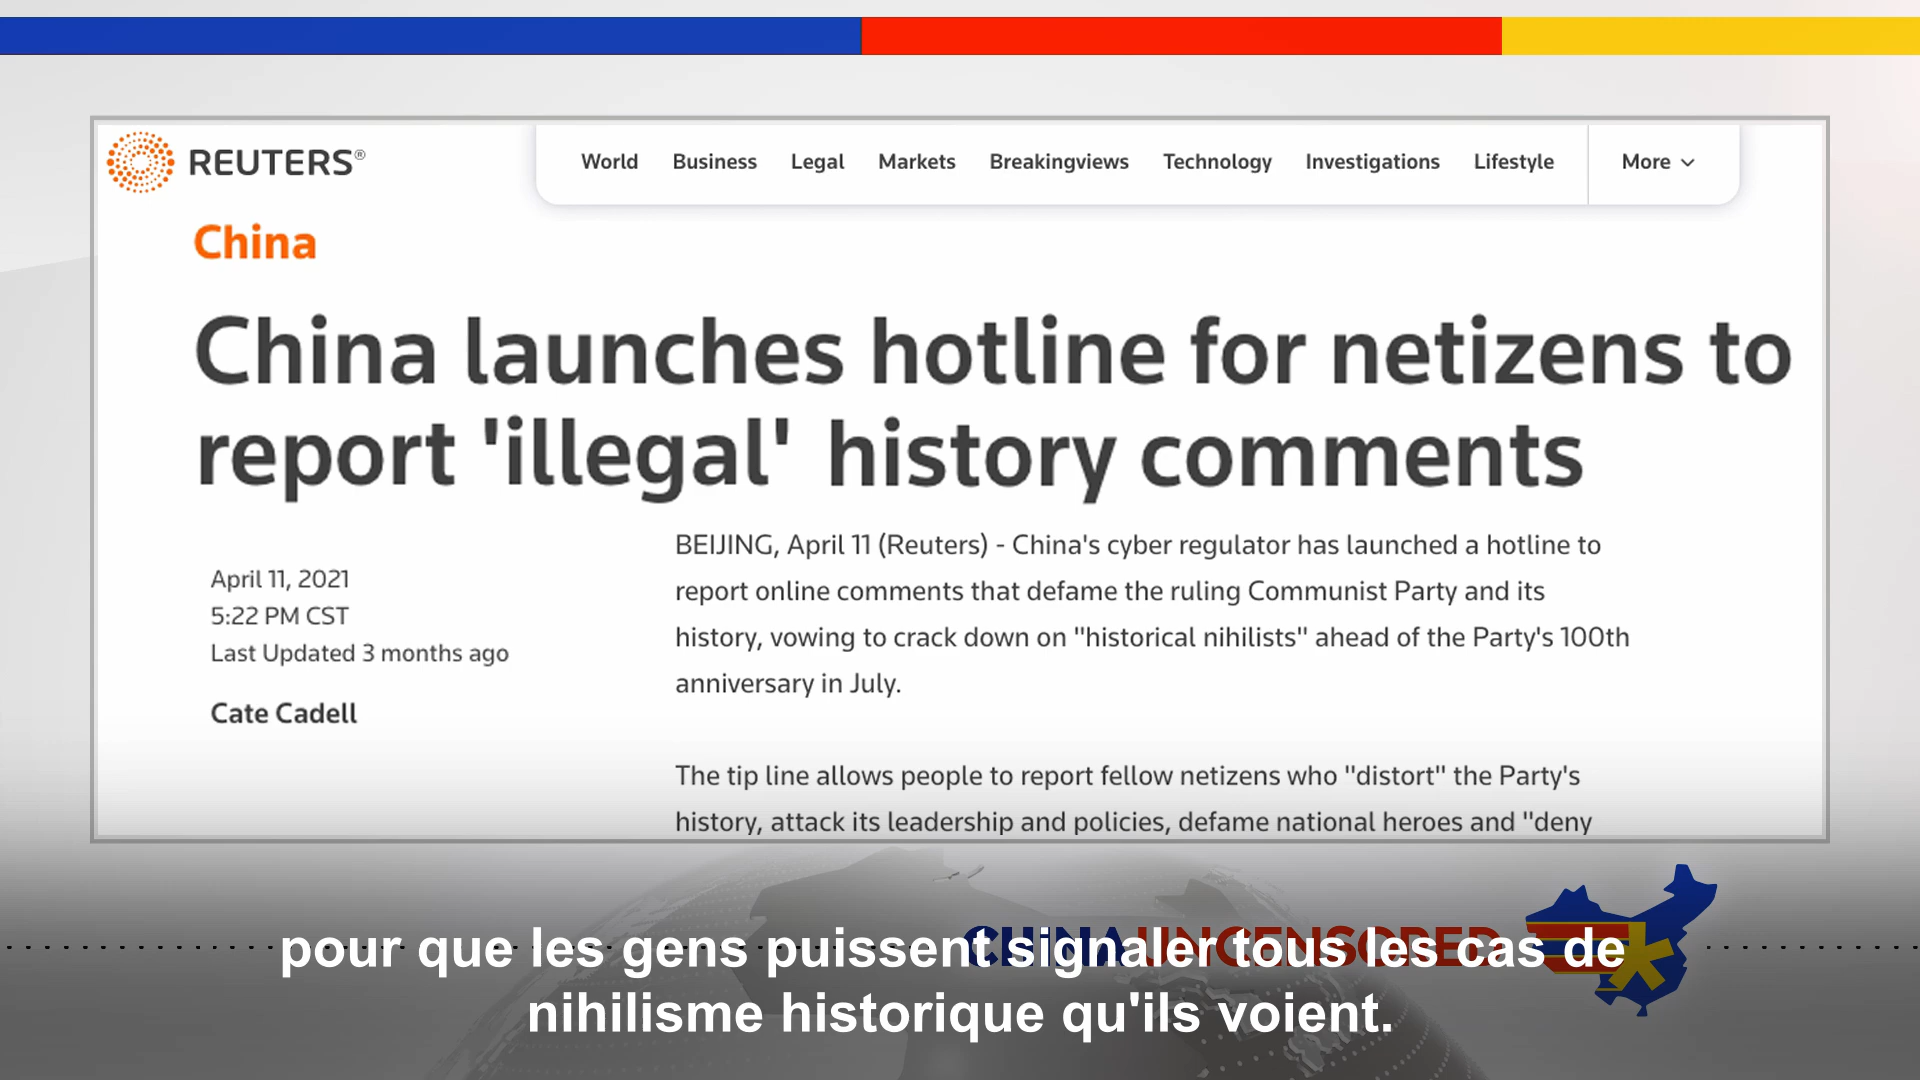 REUTERS®
World Business Legal Markets Breakingviews Technology Investigations Lifestyle More
China
China launches hotline for netizens to
report 'illegal' history comments
April 11, 2021
5:22 PM CST
Last Updated 3 months ago
Cate Cadell
BEIJING, April 11 (Reuters) - China's cyber regulator has launched a hotline to
report online comments that defame the ruling Communist Party and its
history, vowing to crack down on "historical nihilists" ahead of the Party's 100th
anniversary in July.
The tip line allows people to report fellow netizens who "distort" the Party's
history, attack its leadership and policies, defame national heroes and "deny
CHINA UNCENSORED
pour que les gens puissent signaler tous les cas de
nihilisme historique qu'ils voient.